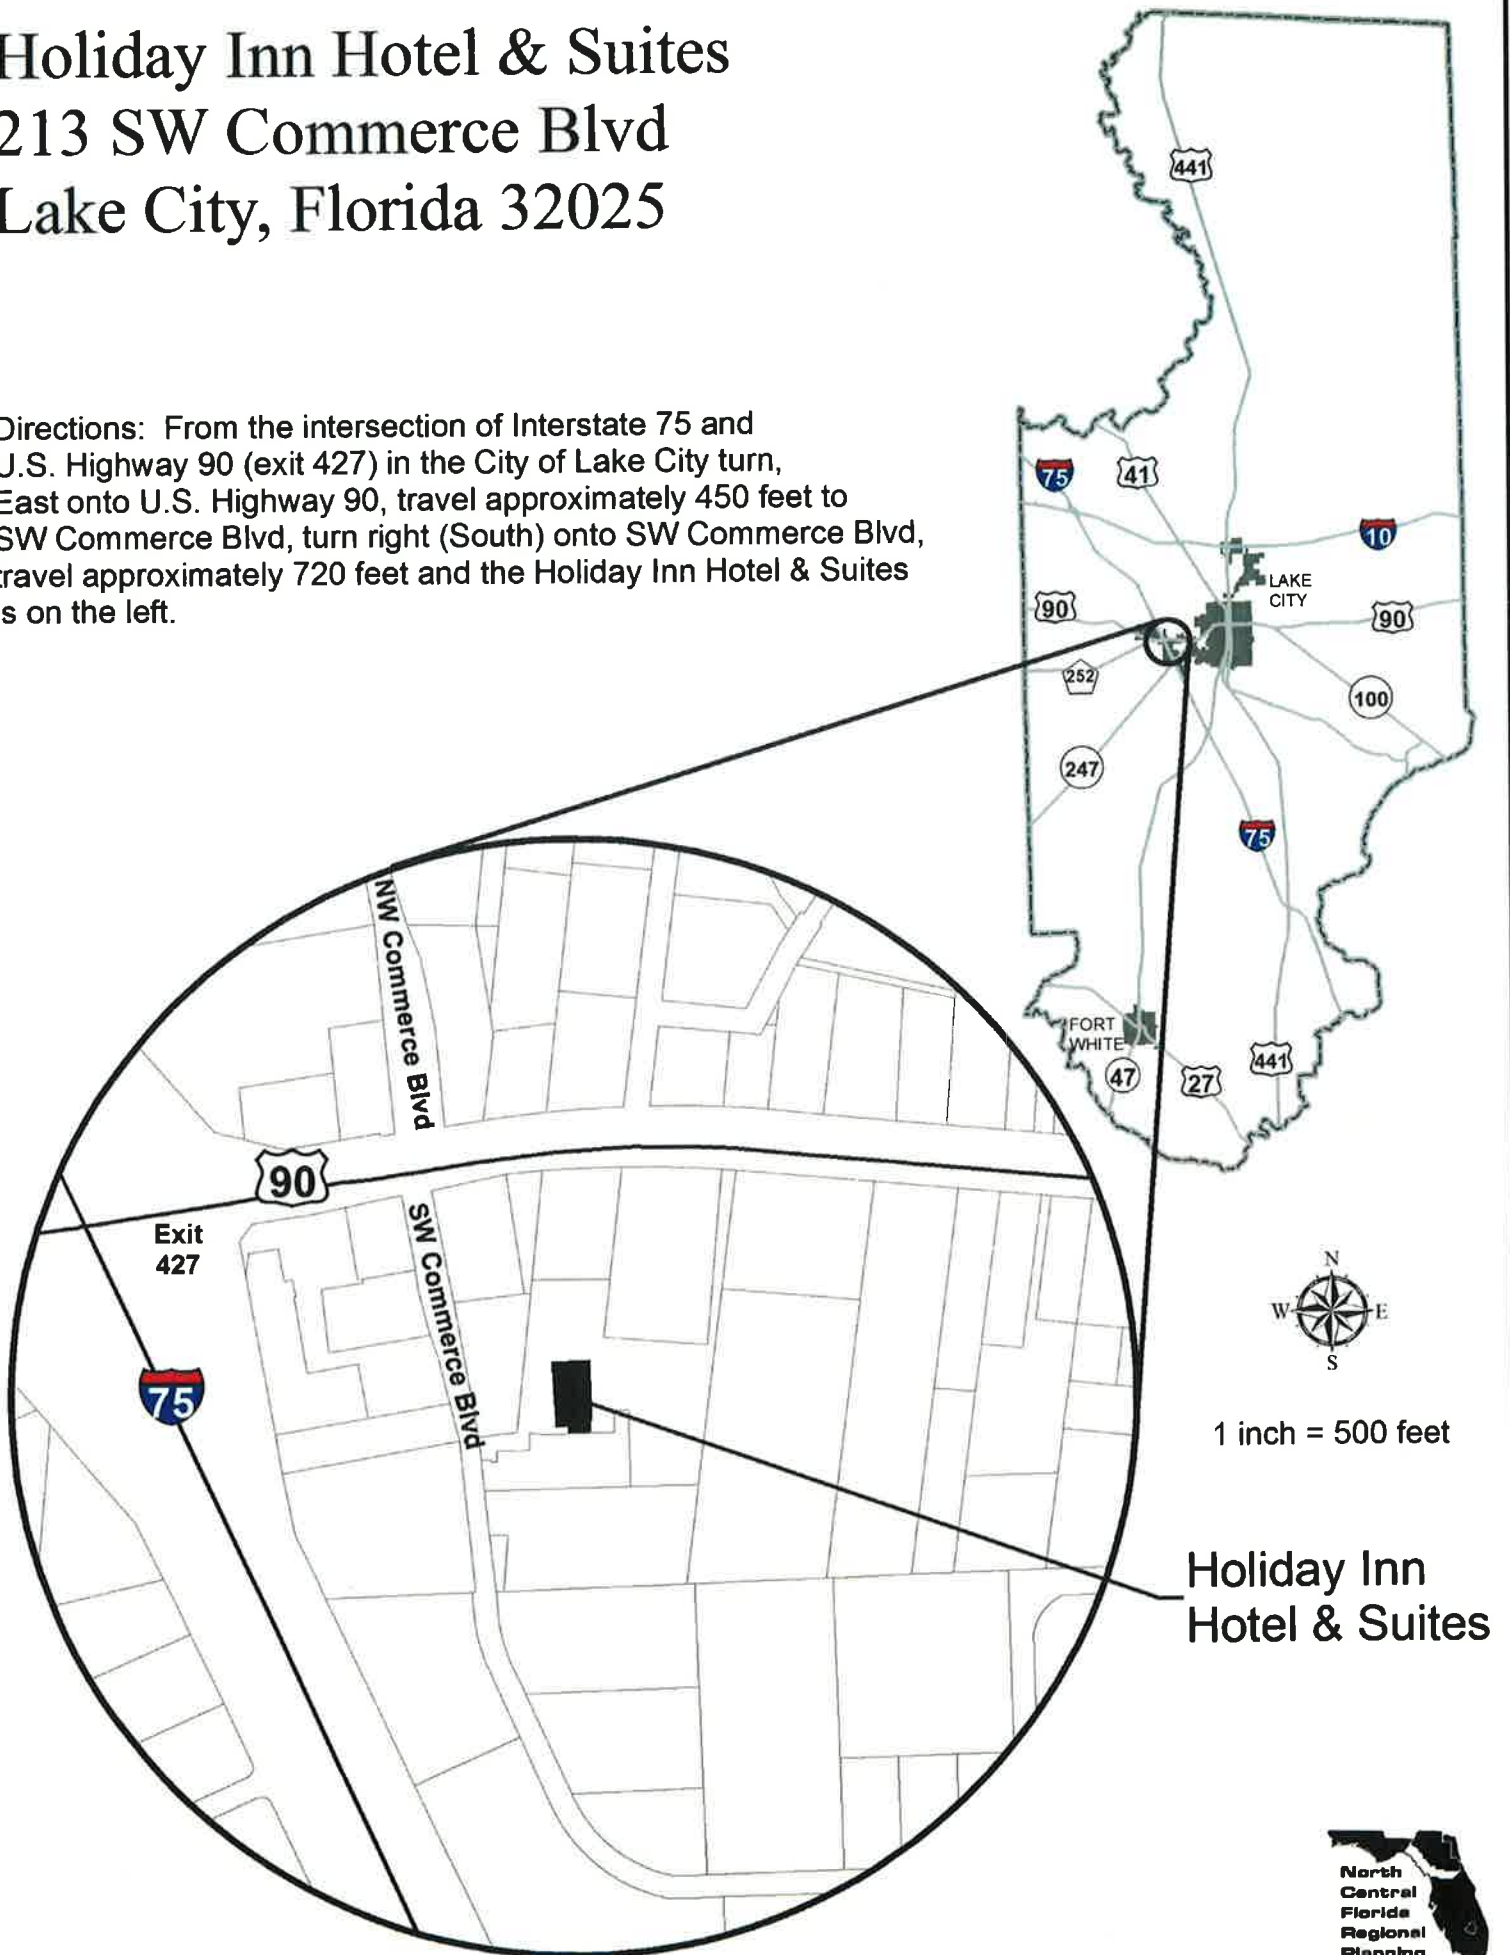 Holiday Inn Hotel & Suites
213 SW Commerce Blvd
Lake City, Florida 32025
Directions: From the intersection of Interstate 75 and
U.S. Highway 90 (exit 427) in the City of Lake City turn,
East onto U.S. Highway 90, travel approximately 450 feet to
SW Commerce Blvd, turn right (South) onto SW Commerce Blvd,
travel approximately 720 feet and the Holiday Inn Hotel & Suites
is on the left.
441
75
41
10
LAKE
CITY
90
90
252
100
247
75
FORT
WHITE
47
27
441
NW Commerce Blvd
90
Exit
427
SW Commerce Blvd
75
N
W
E
S
1 inch = 500 feet
Holiday Inn
Hotel & Suites
North
Central
Florida
Regional
Planning